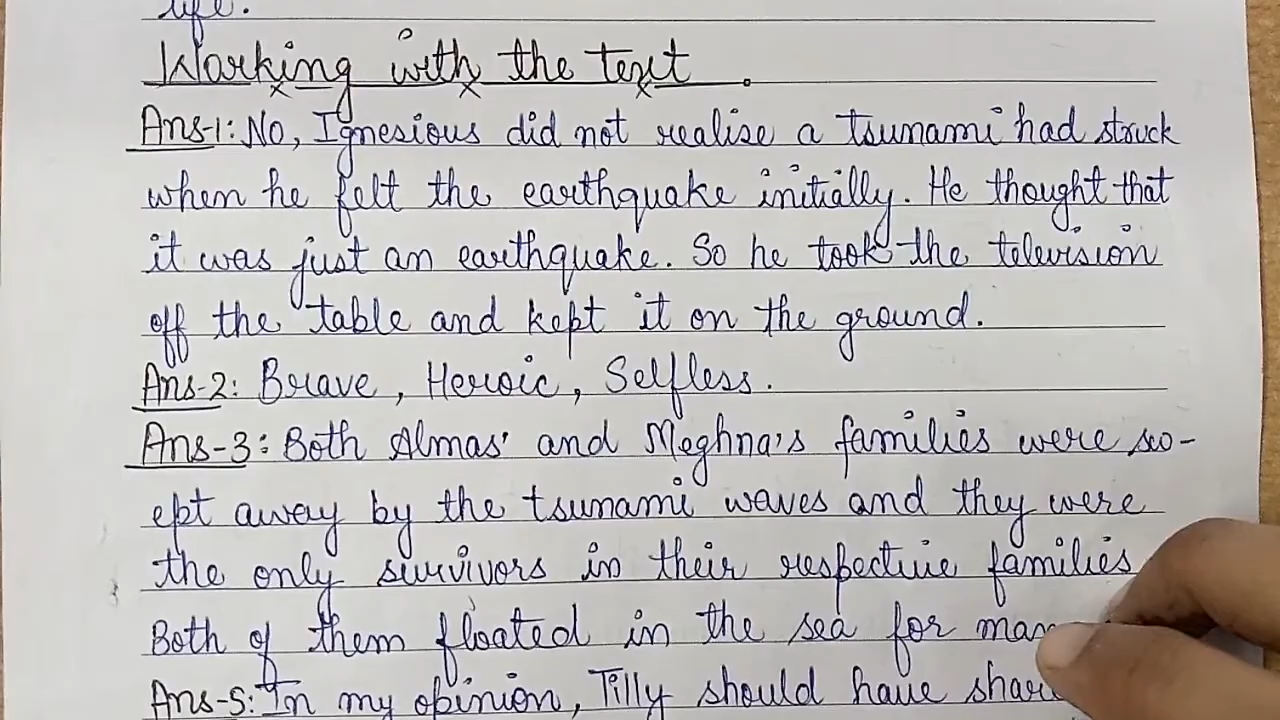 life.
Working with the text.
Ans-1: No, Ignesious did not realise a tsunami had struck
when he felt the earthquake initially. He thought that
it was just an earthquake. So he took the television
off the table and kept it on the ground.
Ans-2: Brave, Heroic, Selfless.
Ans-3: Both Almas' and Meghna's families were sw-
ept away by the tsunami waves and they were
the only survivors in their respective families
Both of them floated in the sea for
Ans-5: In my opinion, Tilly should have